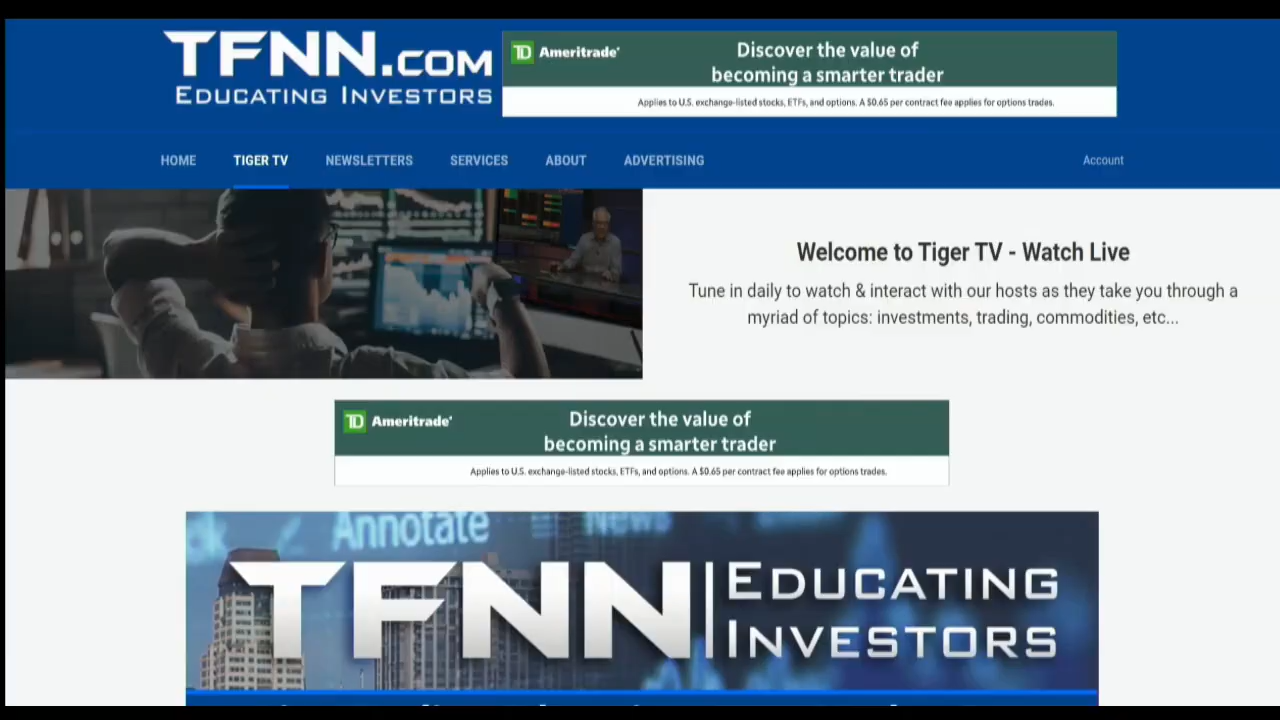 TFNN.COM
EDUCATING INVESTORS
TD Ameritrade
Discover the value of
becoming a smarter trader
Applies to U.S. exchange-listed stocks, ETFs, and options. A $0.65 per contract fee applies for options trades.
HOME TIGER TV NEWSLETTERS SERVICES ABOUT ADVERTISING Account
Welcome to Tiger TV - Watch Live
Tune in daily to watch & interact with our hosts as they take you through a
myriad of topics: investments, trading, commodities, etc...
TD Ameritrade
Discover the value of
becoming a smarter trader
Applies to U.S. exchange-listed stocks, ETFs, and options. A $0.65 per contract fee applies for options trades.
Annotate News
TFNN EDUCATING
INVESTORS